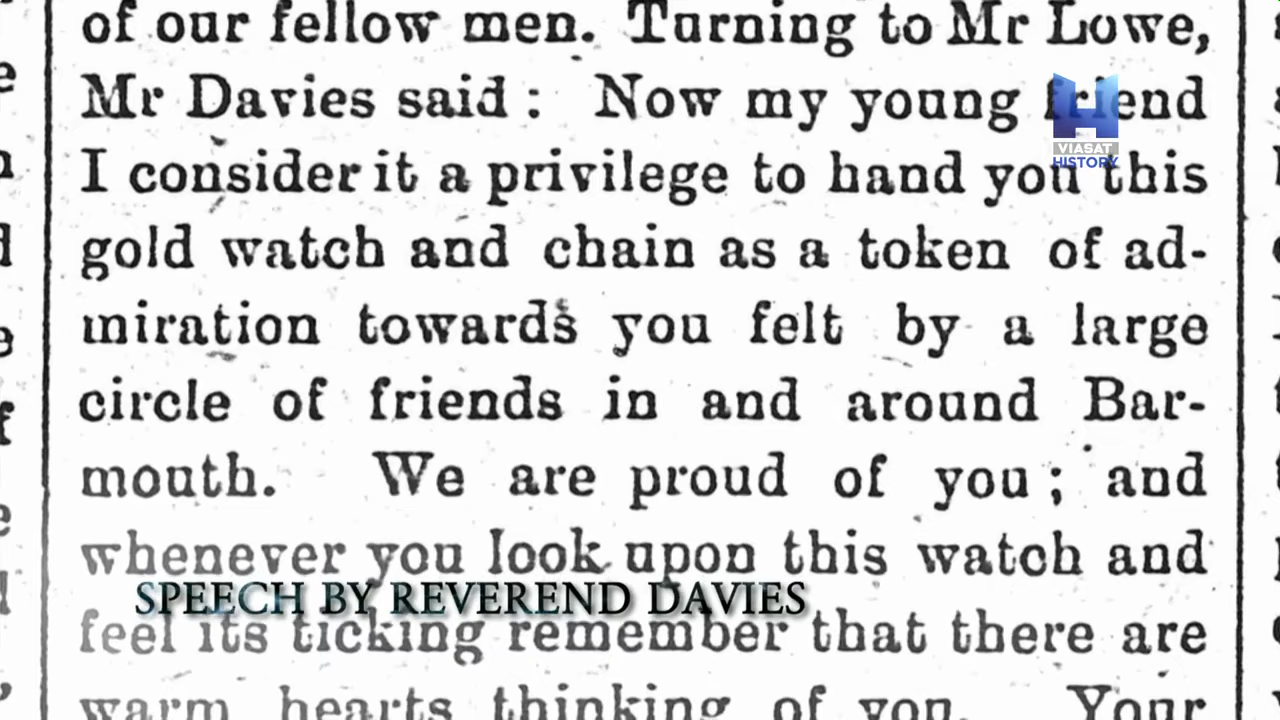 of our fellow men. Turning to Mr Lowe,
Mr Davies said : Now my young friend
I consider it a privilege to hand you this
gold watch and chain as a token of ad-
miration towards you felt by a large
circle of friends in and around Bar-
mouth. We are proud of you ; and
whenever you look upon this watch and
feel its ticking remember that there are
warm hearts thinking of you. Your
VIASAT
HISTORY
SPEECH BY REVEREND DAVIES